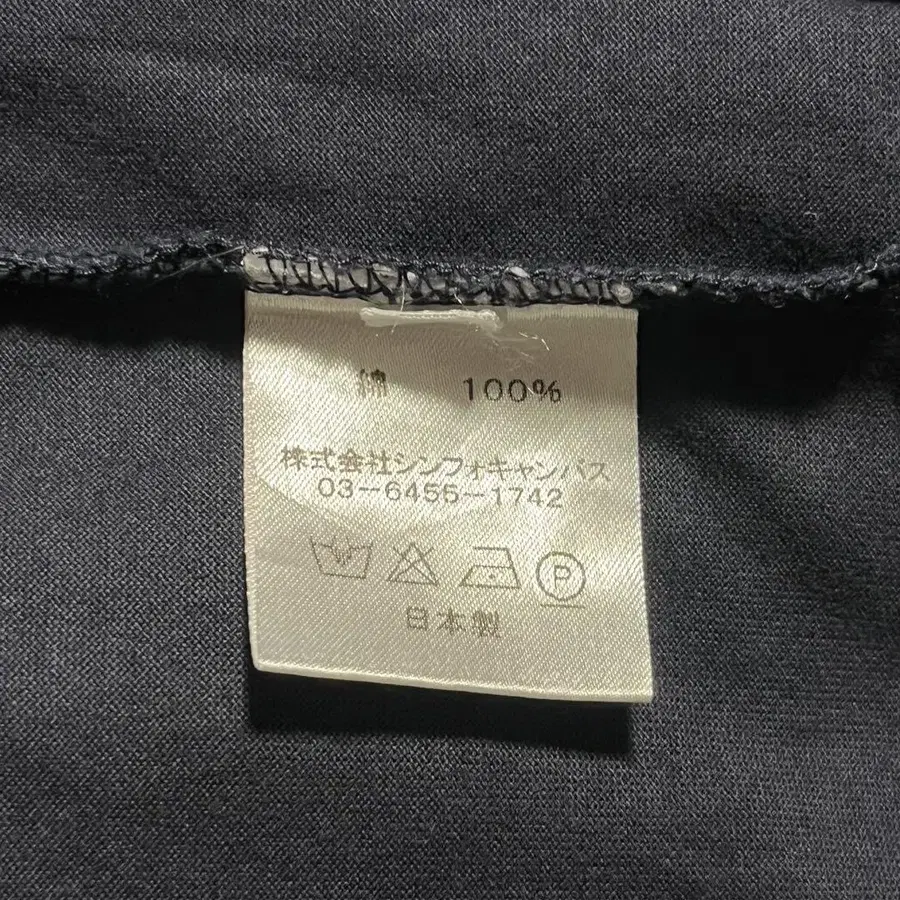 綿 100%
株式会社シンフォキャンバス
03-6455-1742
P
日本製